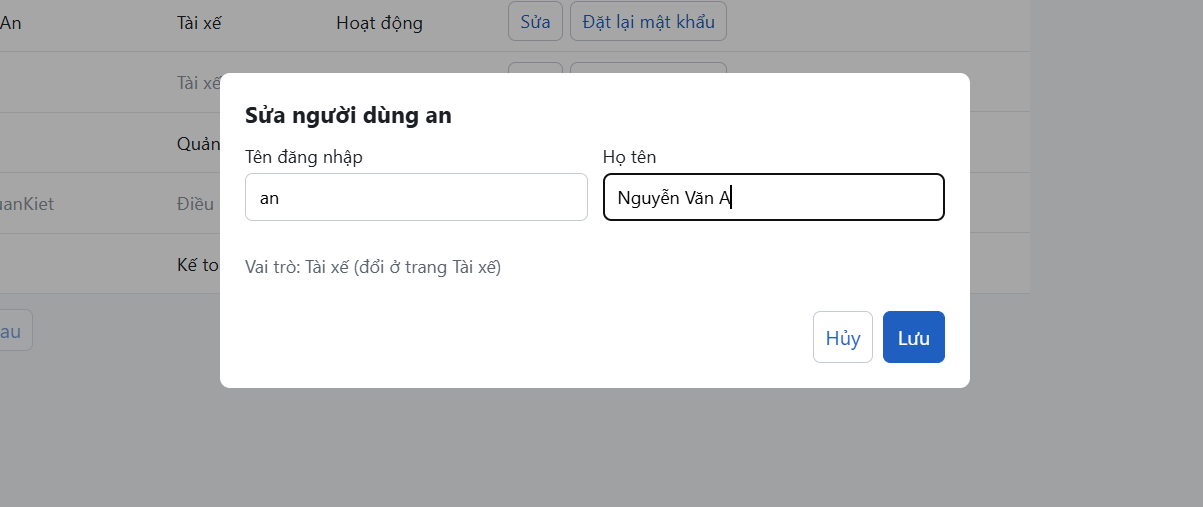 An Tài xế Hoạt động Sửa Đặt lại mật khẩu
Tài xế
Sửa người dùng an
Quản
Tên đăng nhập Họ tên
an Nguyễn Văn A
uanKiet Điều
Kế to
Vai trò: Tài xế (đổi ở trang Tài xế)
au
Hủy Lưu